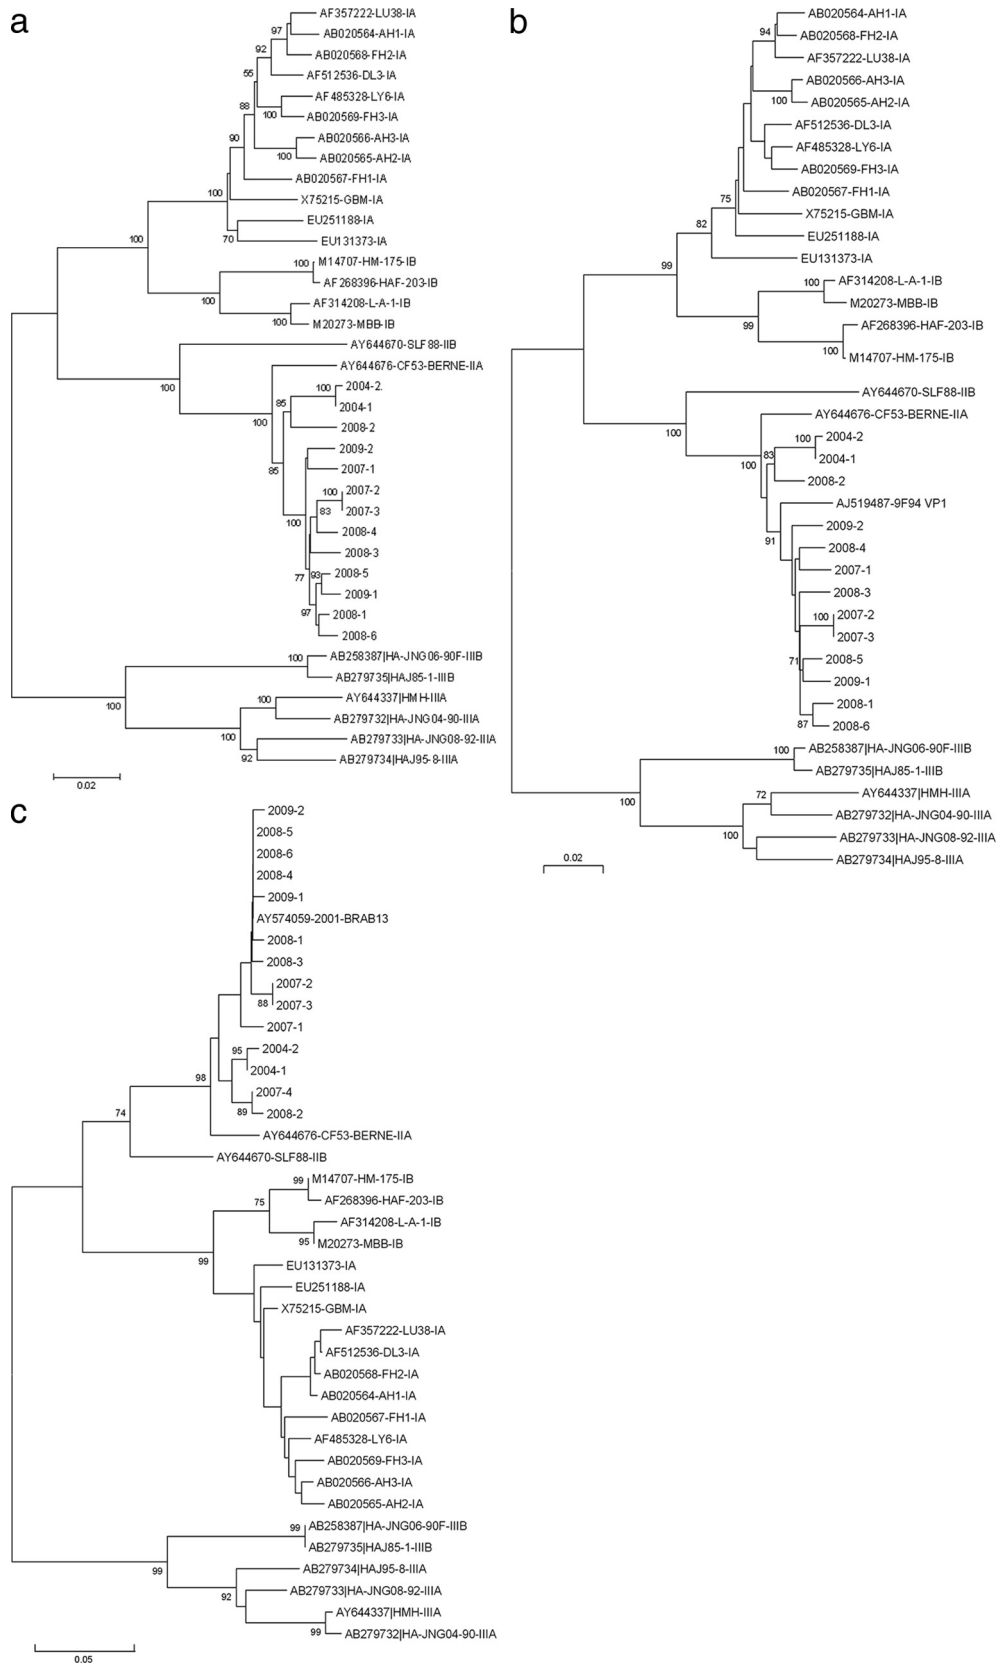 a
AF357222-LU38-IA
97
AB020564-AH1-IA
92
AB020568-FH2-IA
55
AF512536-DL3-IA
AF485328-LY6-IA
88
100
AB020569-FH3-IA
90
AB020566-AH3-IA
100
AB020565-AH2-IA
AB020567-FH1-IA
100
X75215-GBM-IA
EU251188-IA
70
EU131373-IA
100
100
M14707-HM-175-IB
AF268396-HAF-203-IB
100
AF314208-L-A-1-IB
100
M20273-MBB-IB
AY644670-SLF88-IIB
100
AY644676-CF53-BERNE-IIA
100
2004-2.
85
2004-1
100
2008-2
2009-2
85
2007-1
100
2007-2
83
2007-3
100
2008-4
2008-3
77
93
2008-5
2009-1
97
2008-1
2008-6
100
AB258387|HA-JNG06-90F-IIIB
AB279735|HAJ85-1-IIIB
100
100
AY644337|HMH-IIIA
AB279732|HA-JNG04-90-IIIA
100
AB279733|HA-JNG08-92-IIIA
92
AB279734|HAJ95-8-IIIA
0.02
b
AB020564-AH1-IA
94
AB020568-FH2-IA
AF357222-LU38-IA
AB020566-AH3-IA
100
AB020565-AH2-IA
AF512536-DL3-IA
AF485328-LY6-IA
AB020569-FH3-IA
AB020567-FH1-IA
75
X75215-GBM-IA
82
EU251188-IA
EU131373-IA
99
100
AF314208-L-A-1-IB
M20273-MBB-IB
99
AF268396-HAF-203-IB
100
M14707-HM-175-IB
AY644670-SLF88-IIB
100
AY644676-CF53-BERNE-IIA
100
2004-2
83
2004-1
100
2008-2
AJ519487-9F94 VP1
2009-2
91
2008-4
2007-1
2008-3
100
2007-2
2007-3
71
2008-5
2009-1
2008-1
87
2008-6
100
AB258387|HA-JNG06-90F-IIIB
AB279735|HAJ85-1-IIIB
100
72
AY644337|HMH-IIIA
AB279732|HA-JNG04-90-IIIA
100
AB279733|HA-JNG08-92-IIIA
AB279734|HAJ95-8-IIIA
0.02
c
2009-2
2008-5
2008-6
2008-4
2009-1
AY574059-2001-BRAB13
2008-1
2008-3
2007-2
88
2007-3
2007-1
95
2004-2
2004-1
98
2007-4
89
2008-2
74
AY644676-CF53-BERNE-IIA
AY644670-SLF88-IIB
99
M14707-HM-175-IB
75
AF268396-HAF-203-IB
AF314208-L-A-1-IB
95
M20273-MBB-IB
99
EU131373-IA
EU251188-IA
X75215-GBM-IA
AF357222-LU38-IA
AF512536-DL3-IA
AB020568-FH2-IA
AB020564-AH1-IA
AB020567-FH1-IA
AF485328-LY6-IA
AB020569-FH3-IA
AB020566-AH3-IA
AB020565-AH2-IA
99
AB258387|HA-JNG06-90F-IIIB
AB279735|HAJ85-1-IIIB
99
AB279734|HAJ95-8-IIIA
92
AB279733|HA-JNG08-92-IIIA
AY644337|HMH-IIIA
99
AB279732|HA-JNG04-90-IIIA
0.05